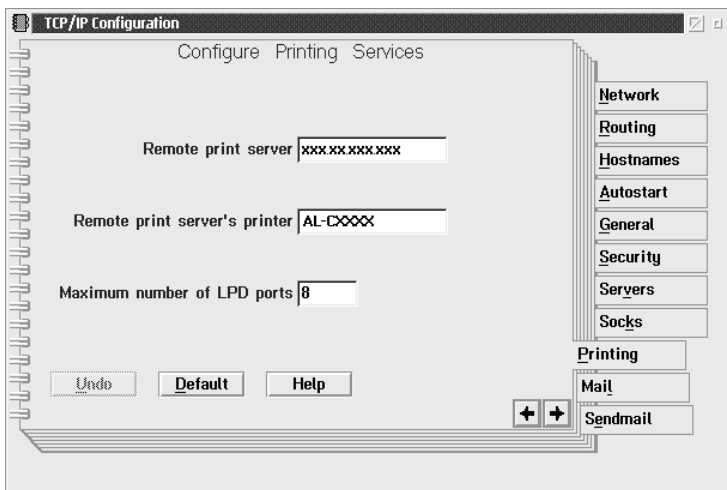 TCP/IP Configuration
Configure Printing Services
Remote print server xxx.xx.xxx.xxx
Remote print server's printer AL-CXXXX
Maximum number of LPD ports 8
Undo Default Help
Network
Routing
Hostnames
Autostart
General
Security
Servers
Socks
Printing
Mail
Sendmail